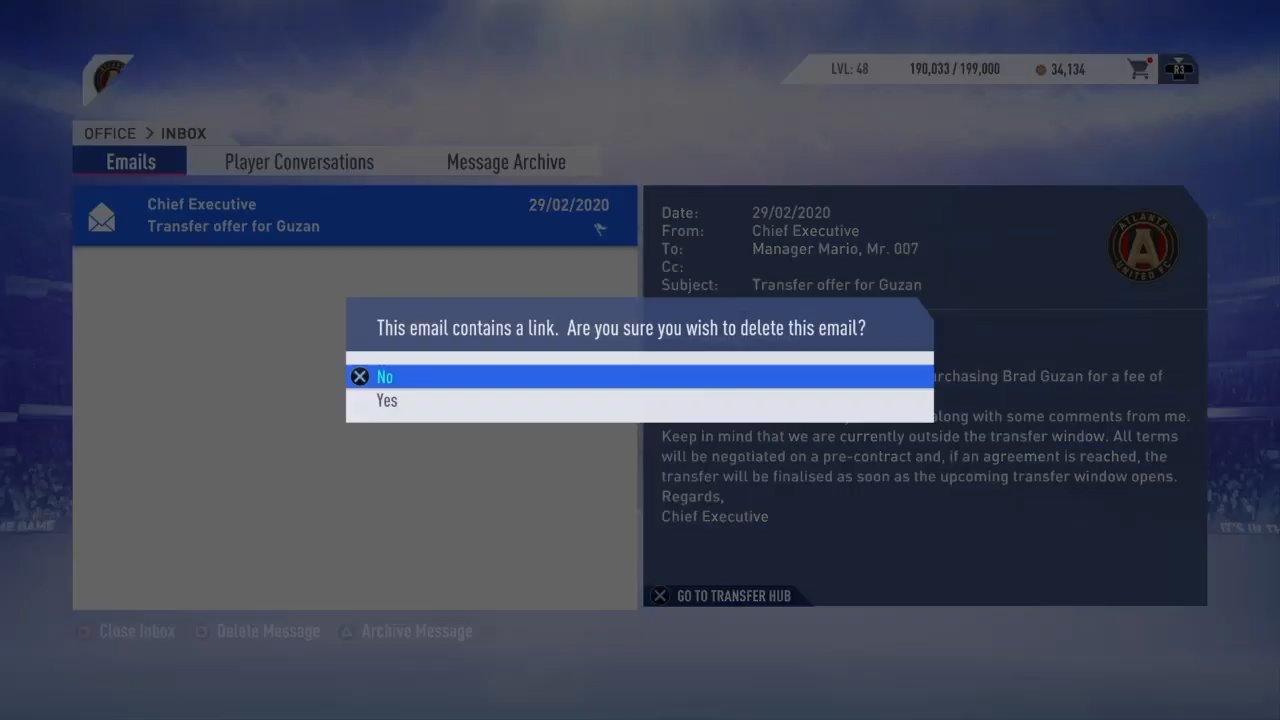 LVL: 48 190,033 / 199,000 34,134 R3
OFFICE > INBOX
Emails Player Conversations Message Archive
Chief Executive 29/02/2020
Transfer offer for Guzan
Date: 29/02/2020
From: Chief Executive
To: Manager Mario, Mr. 007
Cc:
Subject: Transfer offer for Guzan
ATLANTA
A
UNITED FC
This email contains a link. Are you sure you wish to delete this email?
No
Yes
rchasing Brad Guzan for a fee of
along with some comments from me.
Keep in mind that we are currently outside the transfer window. All terms
will be negotiated on a pre-contract and, if an agreement is reached, the
transfer will be finalised as soon as the upcoming transfer window opens.
Regards,
Chief Executive
GO TO TRANSFER HUB
Close Inbox Delete Message Archive Message